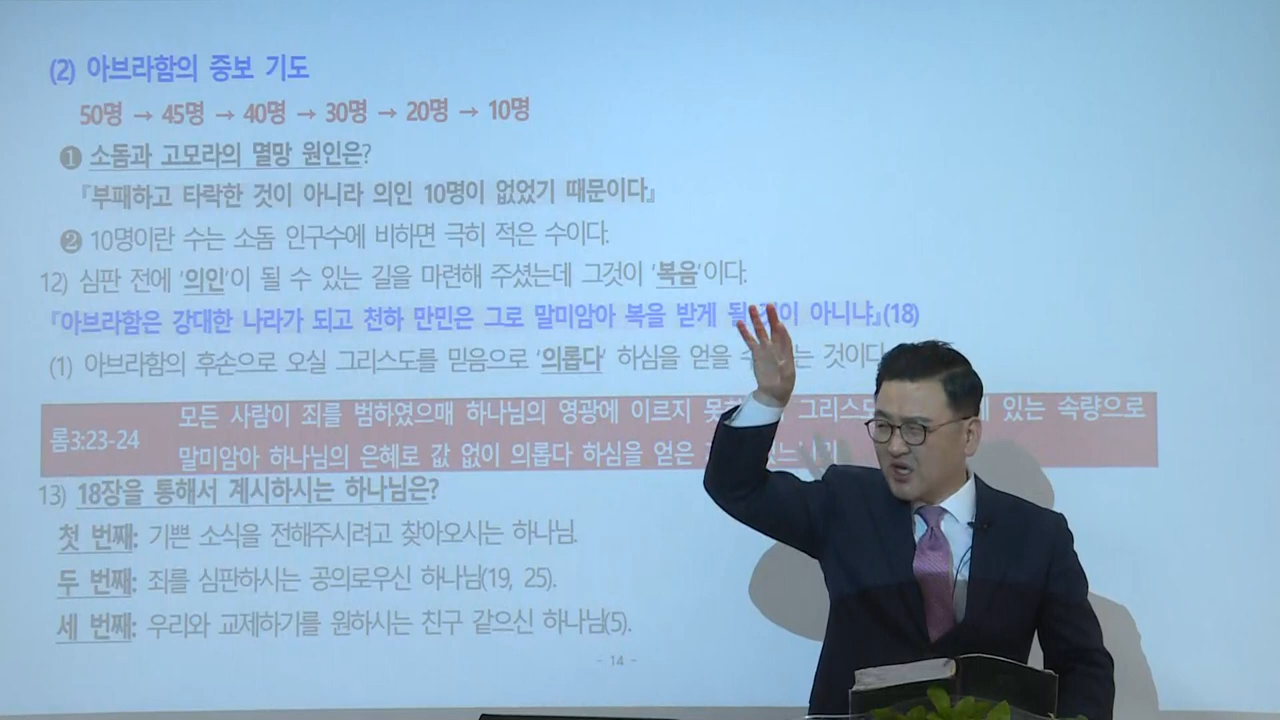 (2) 아브라함의 중보 기도
50명 → 45명 → 40명 → 30명 → 20명 → 10명
❶ 소돔과 고모라의 멸망 원인은?
『부패하고 타락한 것이 아니라 의인 10명이 없었기 때문이다』
❷ 10명이란 수는 소돔 인구수에 비하면 극히 적은 수이다.
12) 심판 전에 '의인'이 될 수 있는 길을 마련해 주셨는데 그것이 '복음'이다.
『아브라함은 강대한 나라가 되고 천하 만민은 그로 말미암아 복을 받게 될 것이 아니냐』(18)
(1) 아브라함의 후손으로 오실 그리스도를 믿음으로 '의롭다' 하심을 얻을 수 는 것이다
롬3:23-24
모든 사람이 죄를 범하였으매 하나님의 영광에 이르지 못 그리스도 있는 속량으로
말미암아 하나님의 은혜로 값 없이 의롭다 하심을 얻은
13) 18장을 통해서 계시하시는 하나님은?
첫 번째: 기쁜 소식을 전해주시려고 찾아오시는 하나님.
두 번째: 죄를 심판하시는 공의로우신 하나님(19, 25).
세 번째: 우리와 교제하기를 원하시는 친구 같으신 하나님(5).
- 14 -